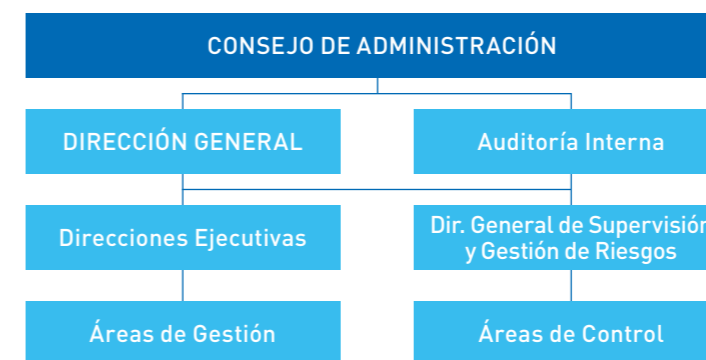 CONSEJO DE ADMINISTRACIÓN
DIRECCIÓN GENERAL
Auditoría Interna
Direcciones Ejecutivas
Dir. General de Supervisión
y Gestión de Riesgos
Áreas de Gestión
Áreas de Control